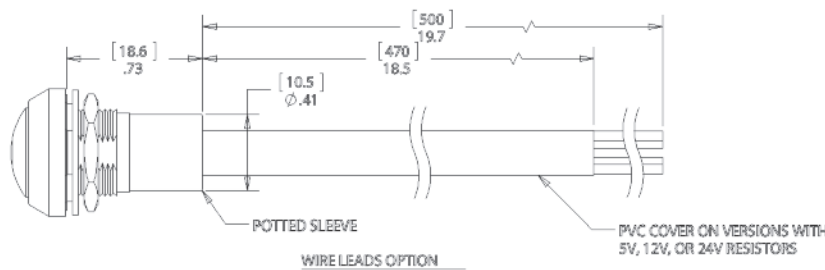 [500]
19.7
[18.6]
.73
[470]
18.5
[10.5]
Ø.41
POTTED SLEEVE
PVC COVER ON VERSIONS WITH
5V, 12V, OR 24V RESISTORS
WIRE LEADS OPTION